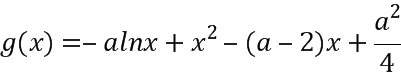 g(x) =– alnx + x² – (a – 2)x + a²/4